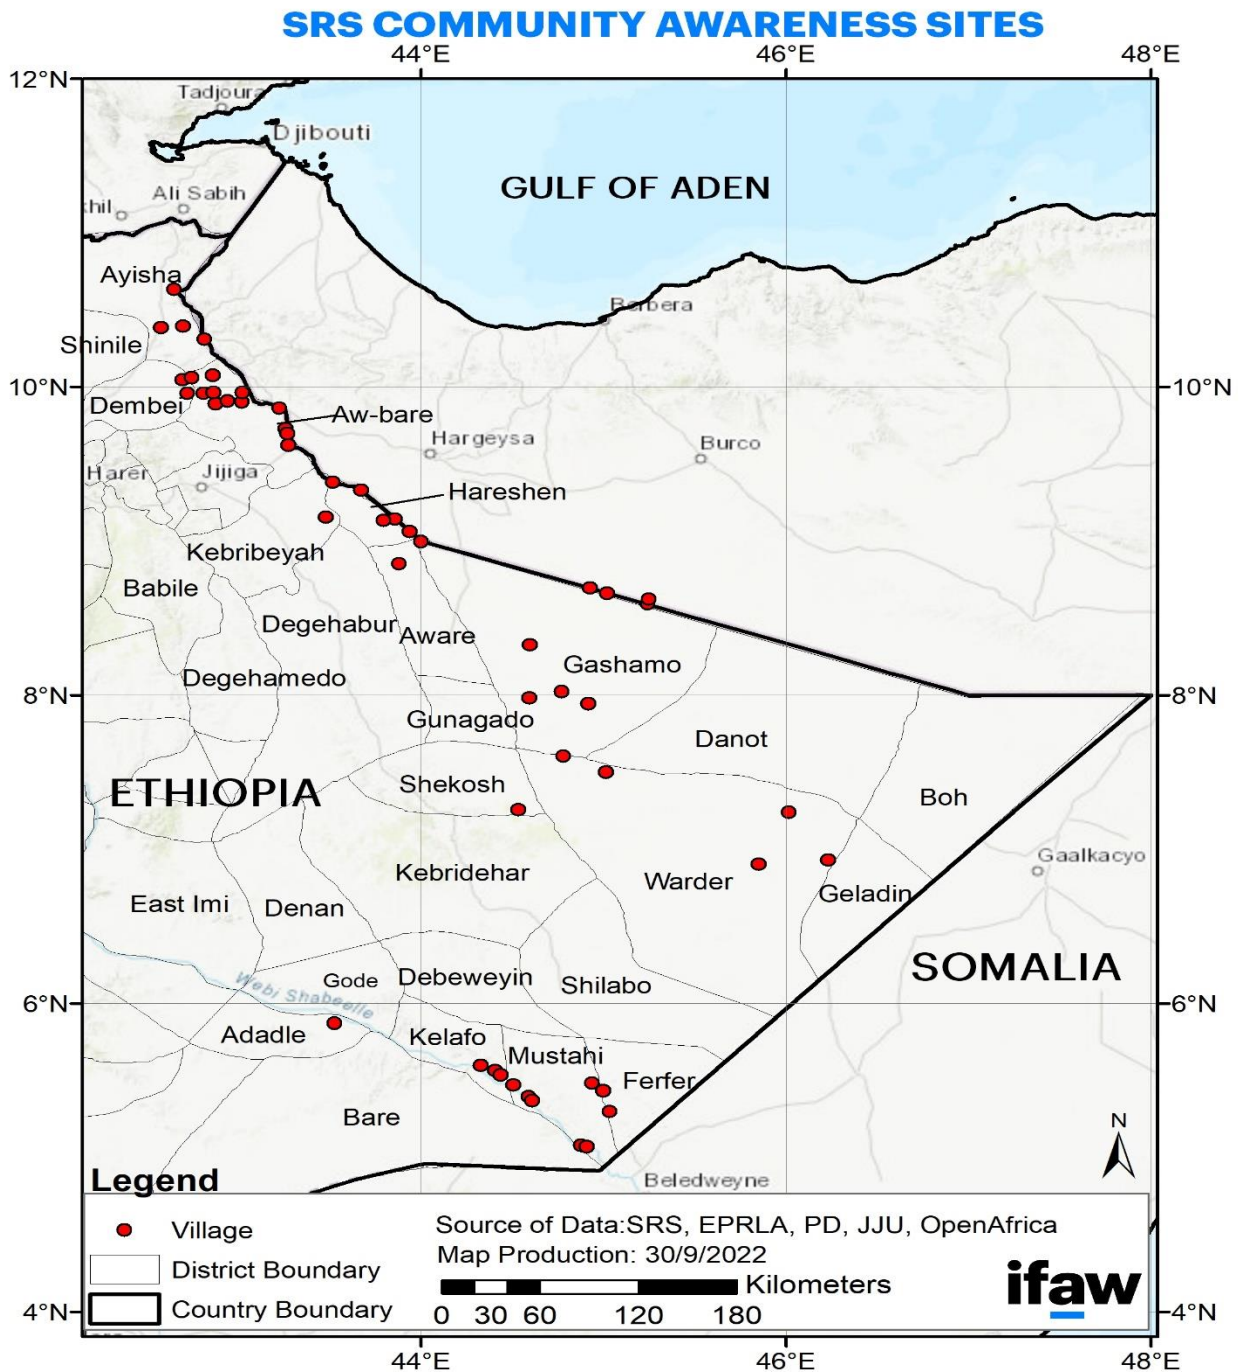 SRS COMMUNITY AWARENESS SITES
44°E 46°E 48°E
12°N
Tadjoura
Djibouti
GULF OF ADEN
Ali Sabih
Ayisha
Berbera
Shinile
10°N 10°N
Dembel
Aw-bare
Hargeysa
Burco
Harer
Jijiga
Hareshen
Kebribeyah
Babile
Degehabur
Aware
Gashamo
Degehamedo
8°N 8°N
Gunagado
Danot
Shekosh
ETHIOPIA
Boh
Gaalkacyo
Kebridehar
Warder
Geladin
East Imi
Denan
SOMALIA
Gode
Debeweyin
Shilabo
Webi Shabeelle
6°N 6°N
Adadle
Kelafo
Mustahi
Ferfer
Bare
N
Beledweyne
Legend
Village
District Boundary
Country Boundary
Source of Data:SRS, EPRLA, PD, JJU, OpenAfrica
Map Production: 30/9/2022
Kilometers
0 30 60 120 180
ifaw
4°N 4°N
44°E 46°E 48°E